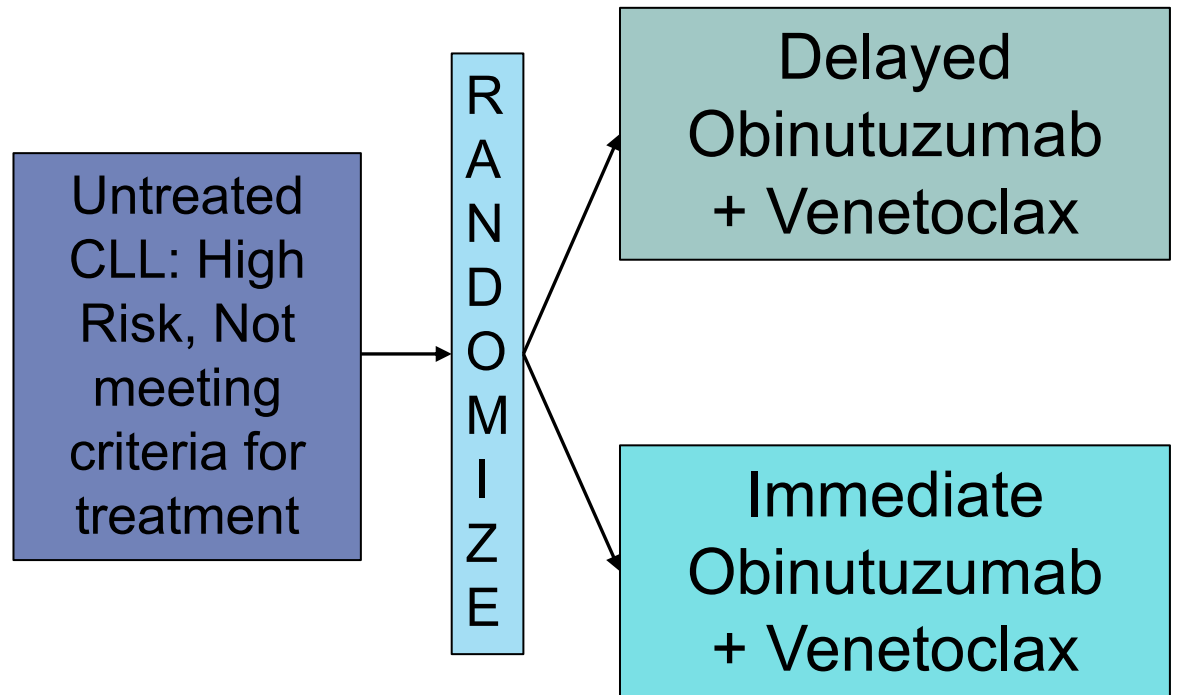 Untreated
CLL: High
Risk, Not
meeting
criteria for
treatment
R
A
N
D
O
M
I
Z
E
Delayed
Obinutuzumab
+ Venetoclax
Immediate
Obinutuzumab
+ Venetoclax